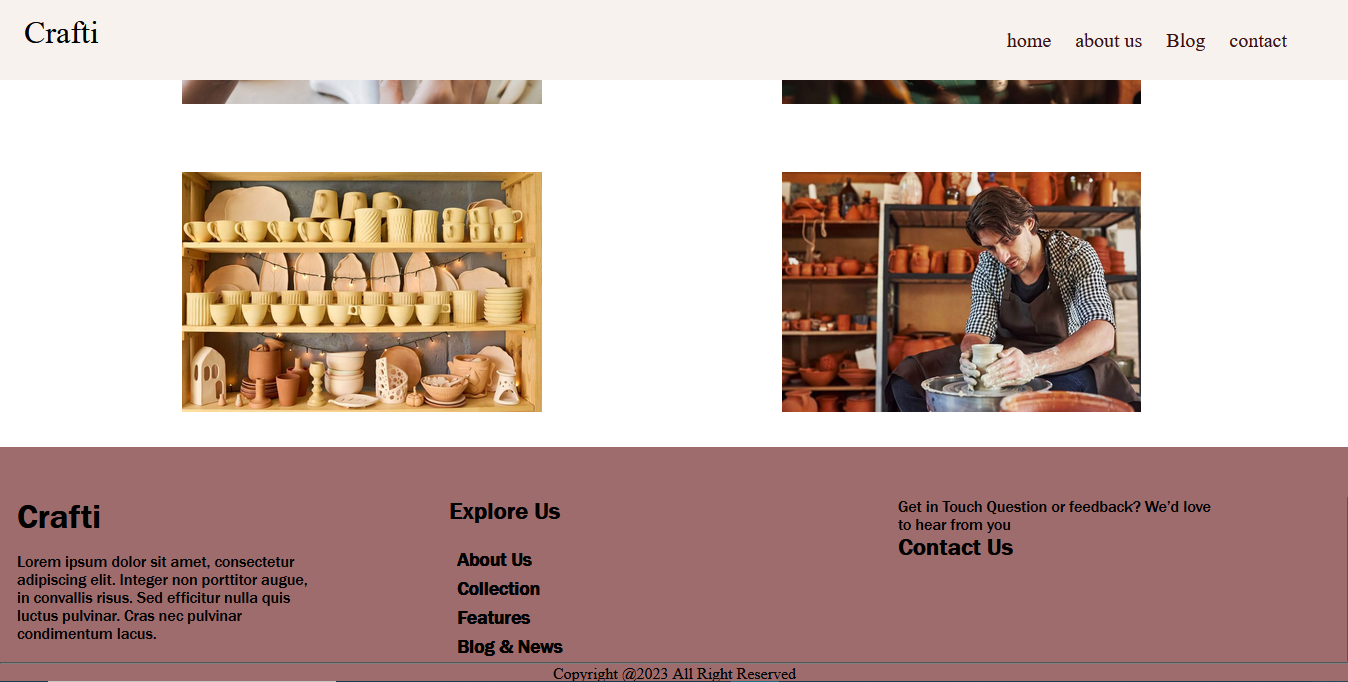 Crafti
home about us Blog contact
Crafti
Lorem ipsum dolor sit amet, consectetur
adipiscing elit. Integer non porttitor augue,
in convallis risus. Sed efficitur nulla quis
luctus pulvinar. Cras nec pulvinar
condimentum lacus.
Explore Us
About Us
Collection
Features
Blog & News
Get in Touch Question or feedback? We’d love
to hear from you
Contact Us
Copyright @2023 All Right Reserved